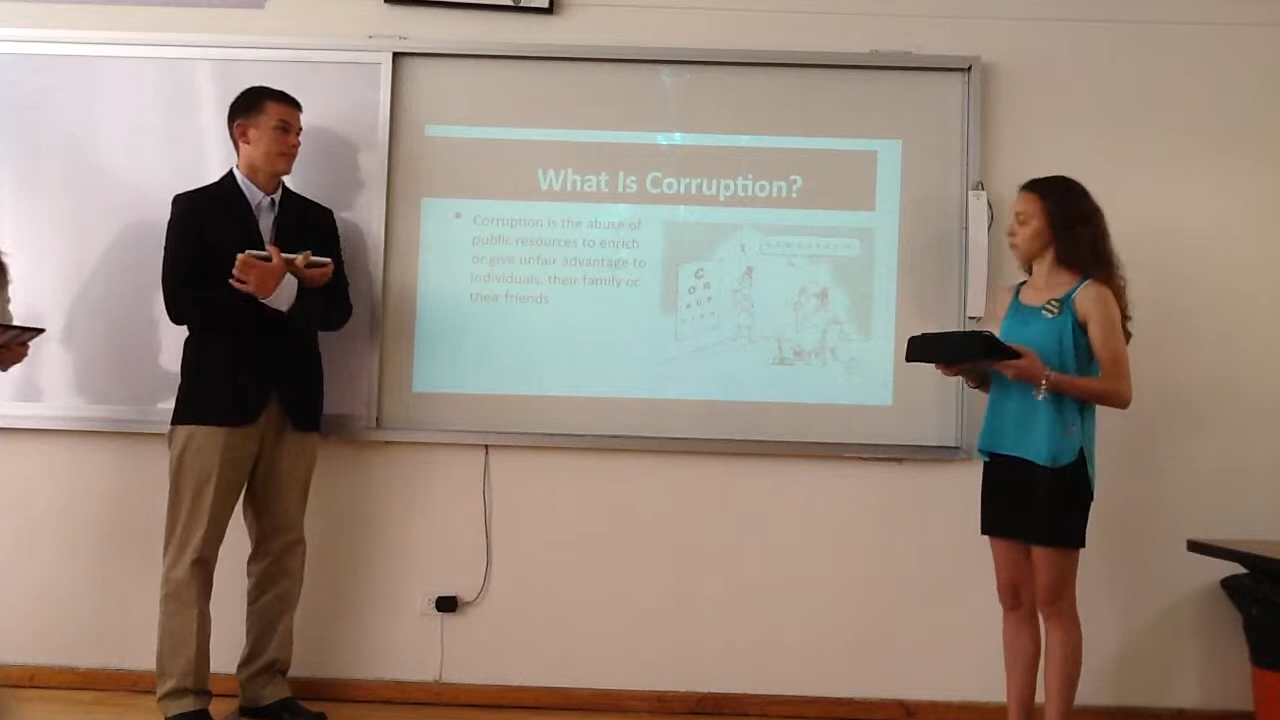 What Is Corruption?
• Corruption is the abuse of
public resources to enrich
or give unfair advantage to
individuals, their family or
their friends
C
O R